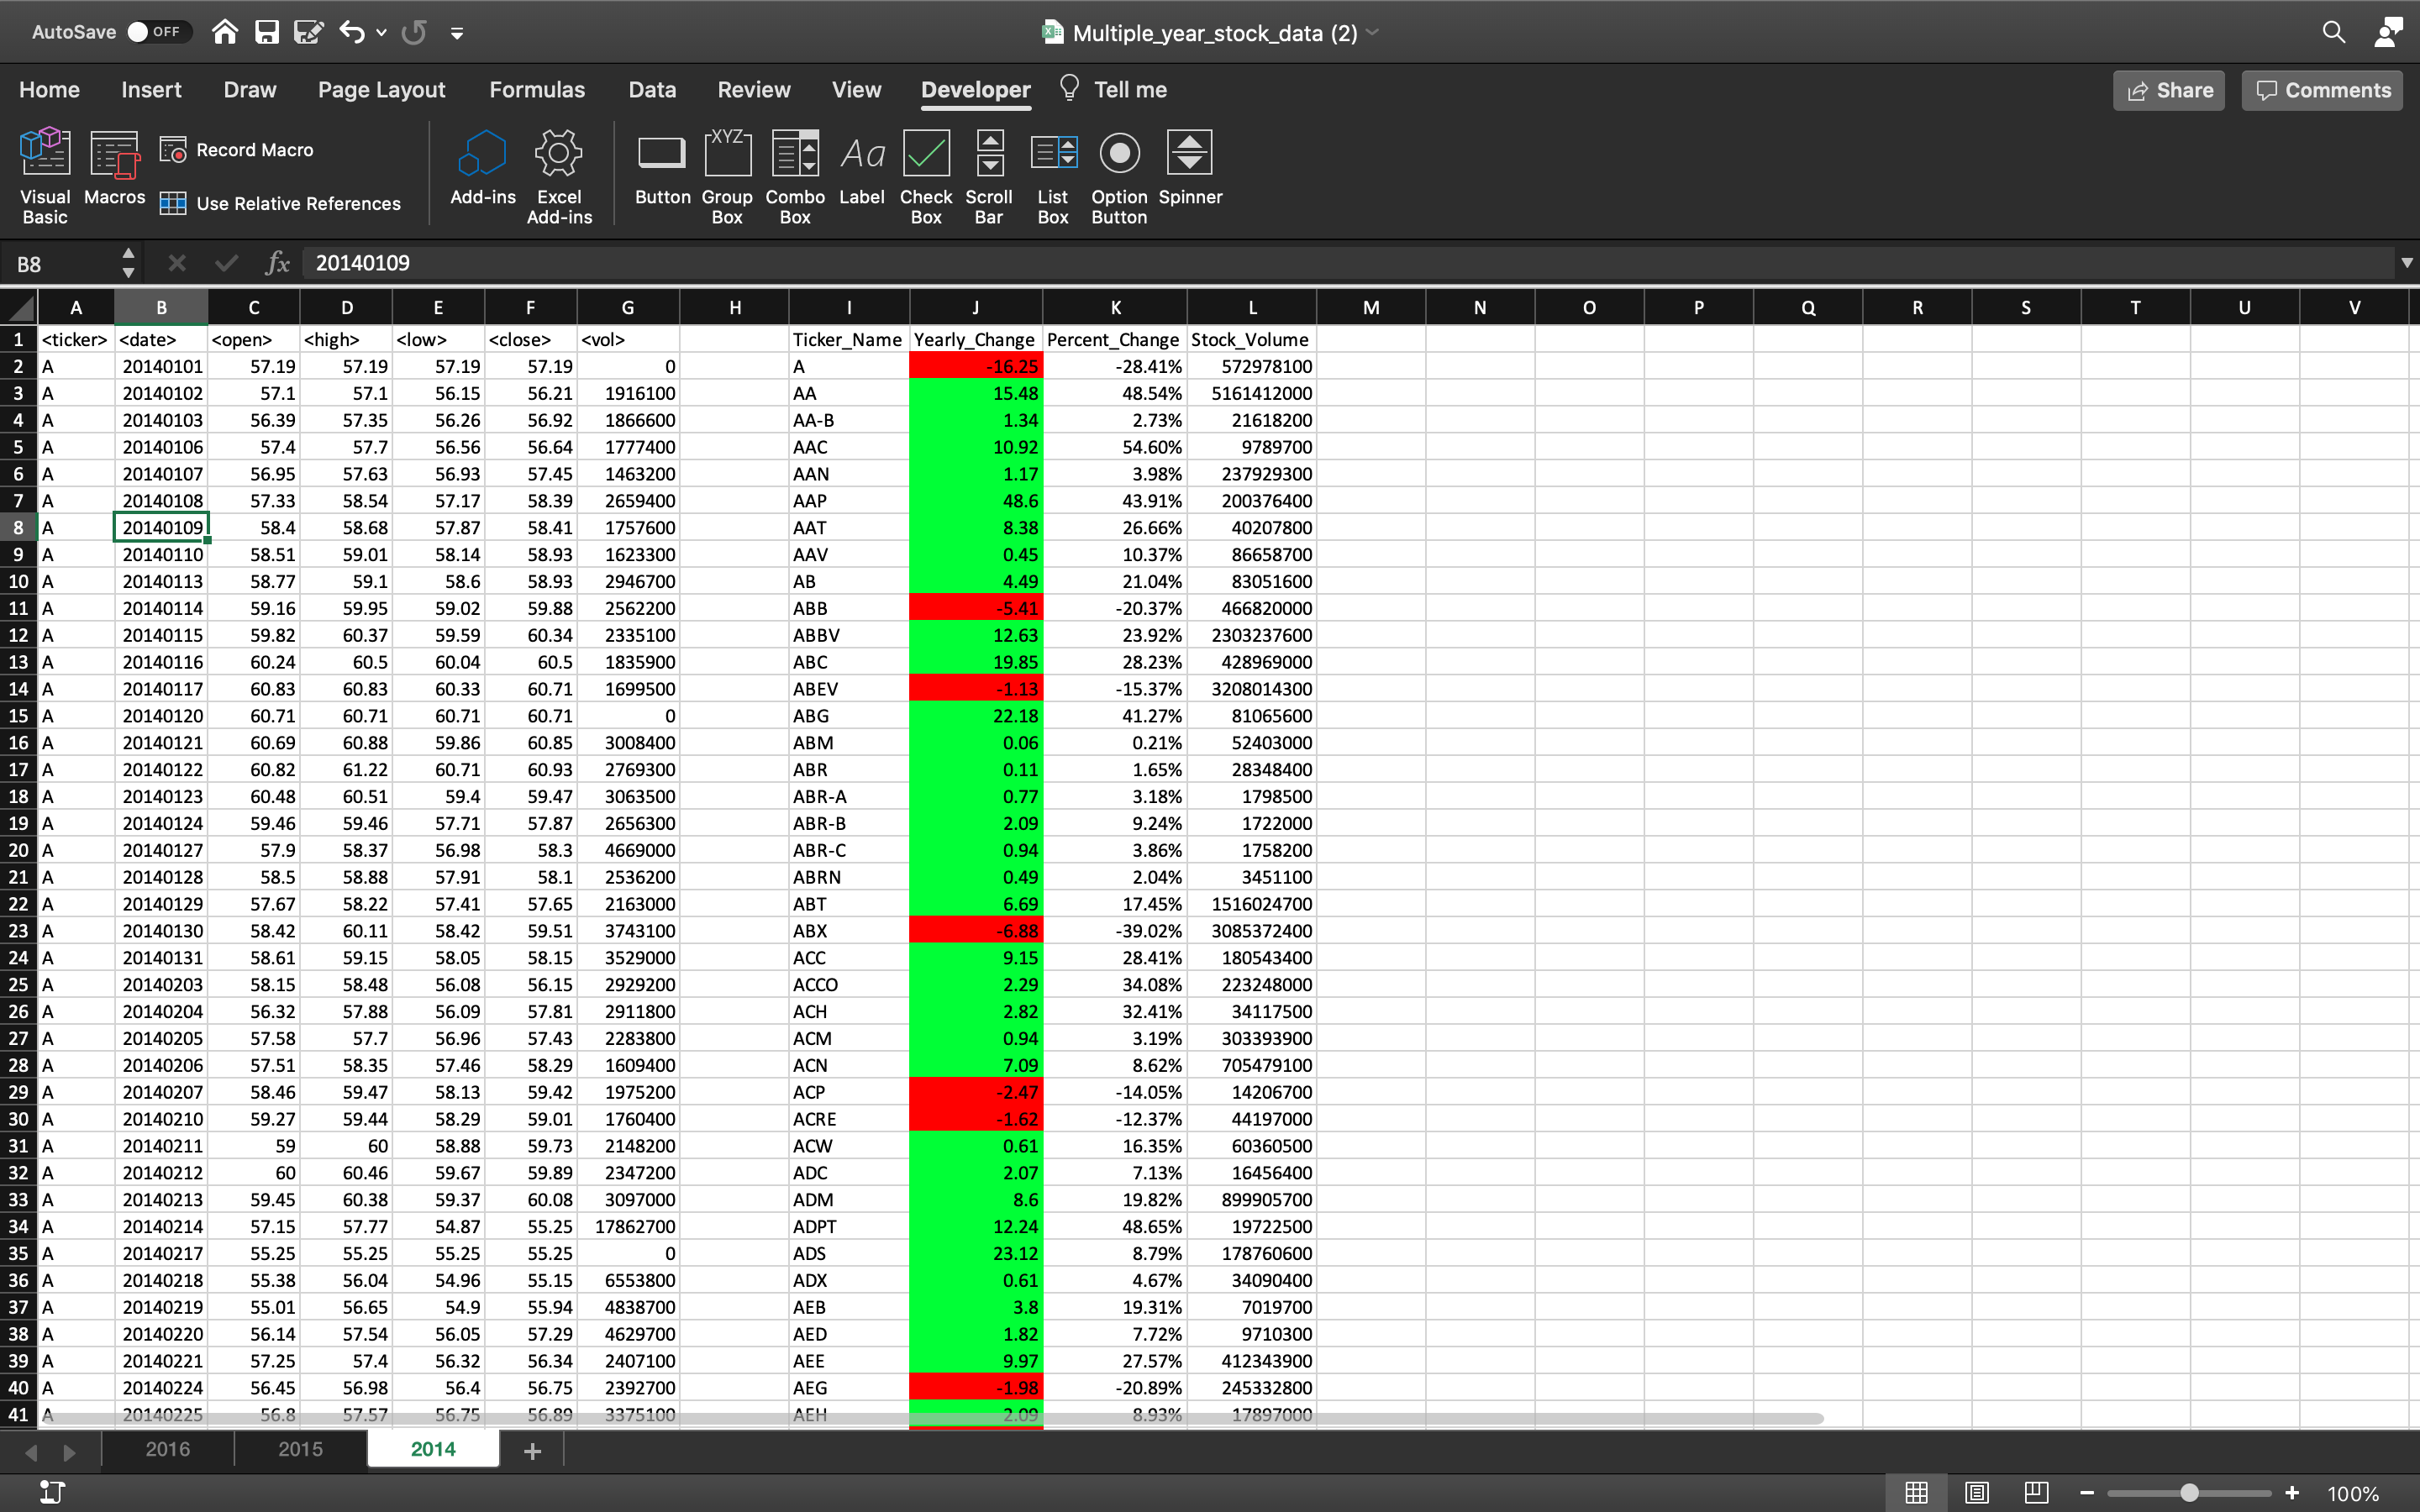 AutoSave OFF Multiple_year_stock_data (2)
Home Insert Draw Page Layout Formulas Data Review View Developer Tell me Share Comments
Visual Basic Macros Record Macro Use Relative References Add-ins Excel Add-ins Button XYZ Group Box Combo Box Aa Label Check Box Scroll Bar List Box Option Button Spinner
B8 fx 20140109
A B C D E F G H I J K L M N O P Q R S T U V
1 <ticker> <date> <open> <high> <low> <close> <vol> Ticker_Name Yearly_Change Percent_Change Stock_Volume
2 A 20140101 57.19 57.19 57.19 57.19 0 A -16.25 -28.41% 572978100
3 A 20140102 57.1 57.1 56.15 56.21 1916100 AA 15.48 48.54% 5161412000
4 A 20140103 56.39 57.35 56.26 56.92 1866600 AA-B 1.34 2.73% 21618200
5 A 20140106 57.4 57.7 56.56 56.64 1777400 AAC 10.92 54.60% 9789700
6 A 20140107 56.95 57.63 56.93 57.45 1463200 AAN 1.17 3.98% 237929300
7 A 20140108 57.33 58.54 57.17 58.39 2659400 AAP 48.6 43.91% 200376400
8 A 20140109 58.4 58.68 57.87 58.41 1757600 AAT 8.38 26.66% 40207800
9 A 20140110 58.51 59.01 58.14 58.93 1623300 AAV 0.45 10.37% 86658700
10 A 20140113 58.77 59.1 58.6 58.93 2946700 AB 4.49 21.04% 83051600
11 A 20140114 59.16 59.95 59.02 59.88 2562200 ABB -5.41 -20.37% 466820000
12 A 20140115 59.82 60.37 59.59 60.34 2335100 ABBV 12.63 23.92% 2303237600
13 A 20140116 60.24 60.5 60.04 60.5 1835900 ABC 19.85 28.23% 428969000
14 A 20140117 60.83 60.83 60.33 60.71 1699500 ABEV -1.13 -15.37% 3208014300
15 A 20140120 60.71 60.71 60.71 60.71 0 ABG 22.18 41.27% 81065600
16 A 20140121 60.69 60.88 59.86 60.85 3008400 ABM 0.06 0.21% 52403000
17 A 20140122 60.82 61.22 60.71 60.93 2769300 ABR 0.11 1.65% 28348400
18 A 20140123 60.48 60.51 59.4 59.47 3063500 ABR-A 0.77 3.18% 1798500
19 A 20140124 59.46 59.46 57.71 57.87 2656300 ABR-B 2.09 9.24% 1722000
20 A 20140127 57.9 58.37 56.98 58.3 4669000 ABR-C 0.94 3.86% 1758200
21 A 20140128 58.5 58.88 57.91 58.1 2536200 ABRN 0.49 2.04% 3451100
22 A 20140129 57.67 58.22 57.41 57.65 2163000 ABT 6.69 17.45% 1516024700
23 A 20140130 58.42 60.11 58.42 59.51 3743100 ABX -6.88 -39.02% 3085372400
24 A 20140131 58.61 59.15 58.05 58.15 3529000 ACC 9.15 28.41% 180543400
25 A 20140203 58.15 58.48 56.08 56.15 2929200 ACCO 2.29 34.08% 223248000
26 A 20140204 56.32 57.88 56.09 57.81 2911800 ACH 2.82 32.41% 34117500
27 A 20140205 57.58 57.7 56.96 57.43 2283800 ACM 0.94 3.19% 303393900
28 A 20140206 57.51 58.35 57.46 58.29 1609400 ACN 7.09 8.62% 705479100
29 A 20140207 58.46 59.47 58.13 59.42 1975200 ACP -2.47 -14.05% 14206700
30 A 20140210 59.27 59.44 58.29 59.01 1760400 ACRE -1.62 -12.37% 44197000
31 A 20140211 59 60 58.88 59.73 2148200 ACW 0.61 16.35% 60360500
32 A 20140212 60 60.46 59.67 59.89 2347200 ADC 2.07 7.13% 16456400
33 A 20140213 59.45 60.38 59.37 60.08 3097000 ADM 8.6 19.82% 899905700
34 A 20140214 57.15 57.77 54.87 55.25 17862700 ADPT 12.24 48.65% 19722500
35 A 20140217 55.25 55.25 55.25 55.25 0 ADS 23.12 8.79% 178760600
36 A 20140218 55.38 56.04 54.96 55.15 6553800 ADX 0.61 4.67% 34090400
37 A 20140219 55.01 56.65 54.9 55.94 4838700 AEB 3.8 19.31% 7019700
38 A 20140220 56.14 57.54 56.05 57.29 4629700 AED 1.82 7.72% 9710300
39 A 20140221 57.25 57.4 56.32 56.34 2407100 AEE 9.97 27.57% 412343900
40 A 20140224 56.45 56.98 56.4 56.75 2392700 AEG -1.98 -20.89% 245332800
41 A 20140225 56.8 57.57 56.75 56.89 3375100 AEH 2.09 8.93% 17897000
2016 2015 2014 +
100%